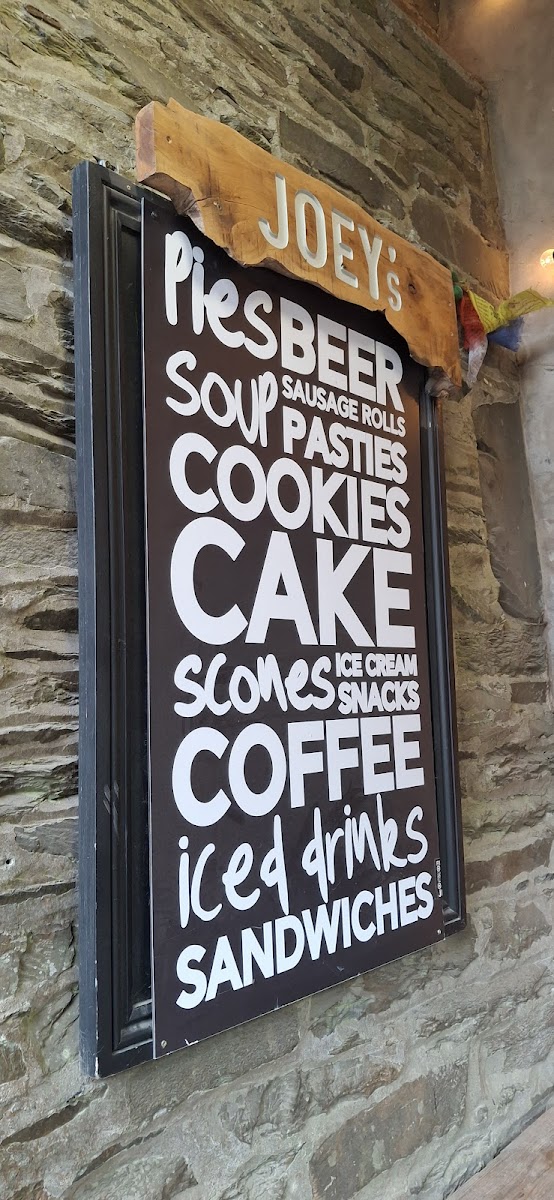 JOEY's
Pies BEER
SOUP SAUSAGE ROLLS
PASTIES
COOKIES
CAKE
scones ICE CREAM
SNACKS
COFFEE
iced drinks
SANDWICHES